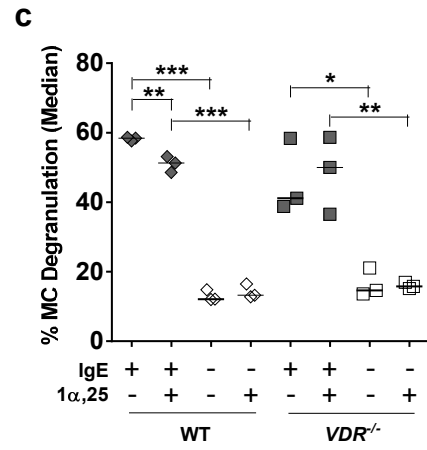 c
% MC Degranulation (Median)
80
60
40
20
0
*** 
**
***
*
**
IgE + + - - + + - -
1α,25 - + - + - + - +
WT VDR-/-